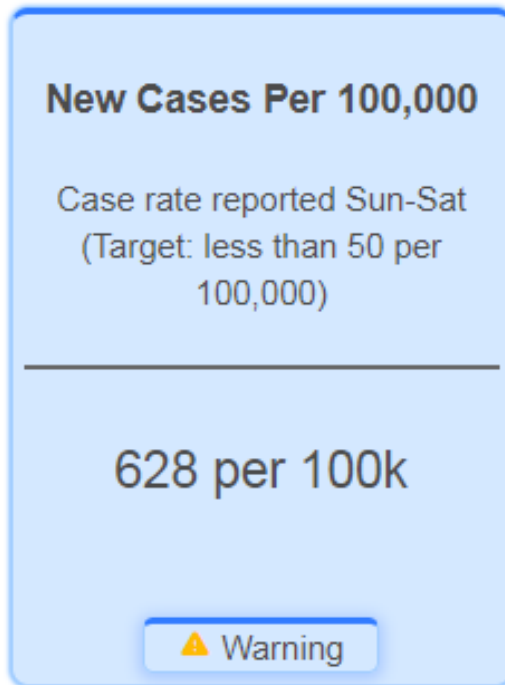 New Cases Per 100,000
Case rate reported Sun-Sat
(Target: less than 50 per
100,000)
628 per 100k
Warning